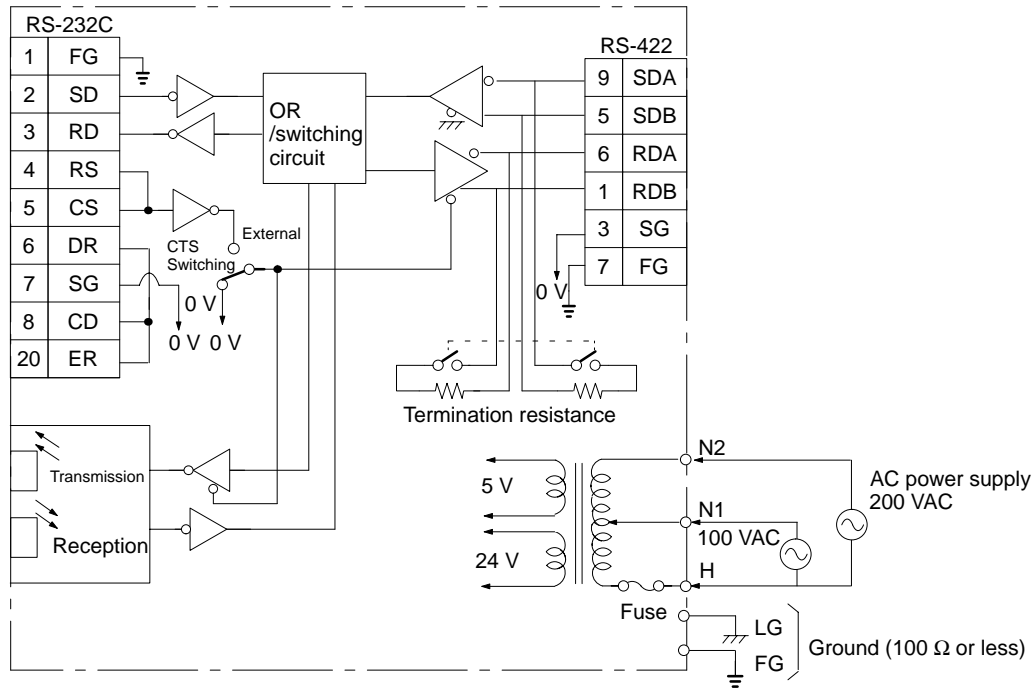 RS-232C
1 FG
2 SD
3 RD
4 RS
5 CS
6 DR
7 SG
8 CD
20 ER
OR
/switching
circuit
External
CTS
Switching
0 V
0 V 0 V
RS-422
9 SDA
5 SDB
6 RDA
1 RDB
3 SG
7 FG
0 V
Termination resistance
Transmission
Reception
5 V
24 V
N2
N1
100 VAC
H
AC power supply
200 VAC
Fuse
LG
FG
Ground (100 Ω or less)